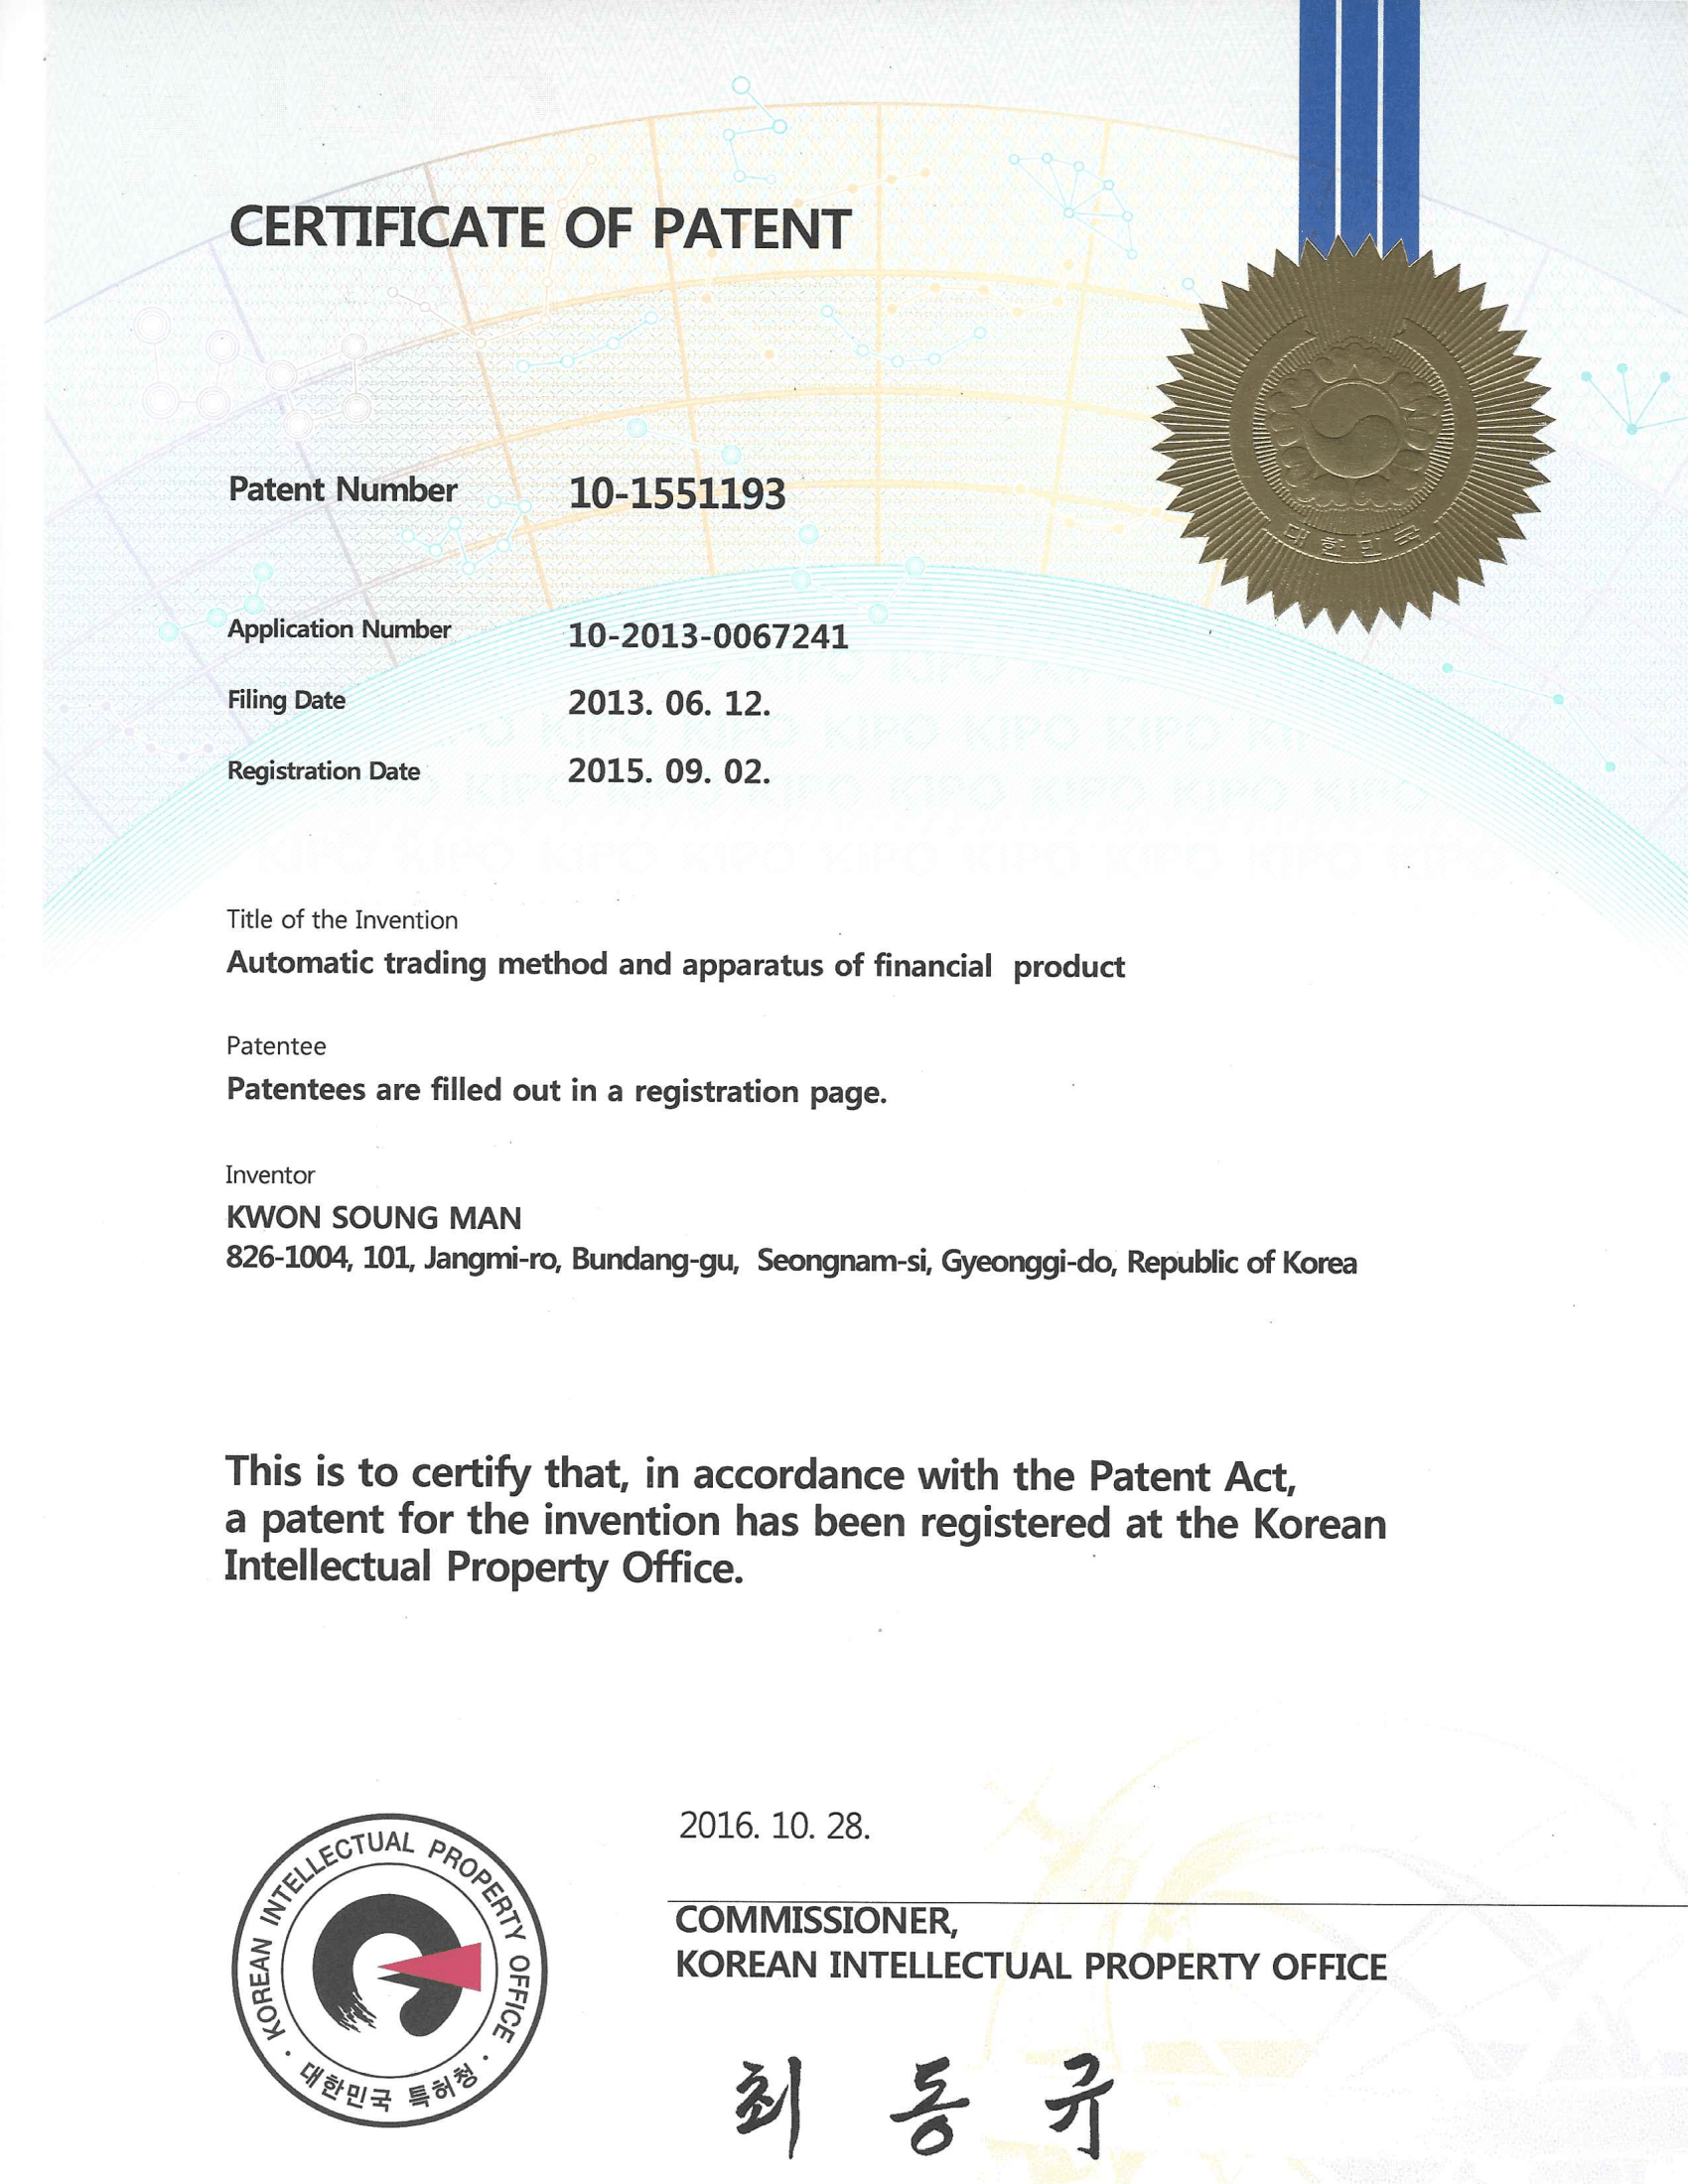 CERTIFICATE OF PATENT
Patent Number 10-1551193
Application Number 10-2013-0067241
Filing Date 2013. 06. 12.
Registration Date 2015. 09. 02.
KIPO KIPO KIPO KIPO KIPO KIPO
Title of the Invention
Automatic trading method and apparatus of financial product
Patentee
Patentees are filled out in a registration page.
Inventor
KWON SOUNG MAN
826-1004, 101, Jangmi-ro, Bundang-gu, Seongnam-si, Gyeonggi-do, Republic of Korea
This is to certify that, in accordance with the Patent Act,
a patent for the invention has been registered at the Korean
Intellectual Property Office.
2016. 10. 28.
COMMISSIONER,
KOREAN INTELLECTUAL PROPERTY OFFICE
최 동 규
KOREAN INTELLECTUAL PROPERTY OFFICE
대한민국 특허청
대한민국